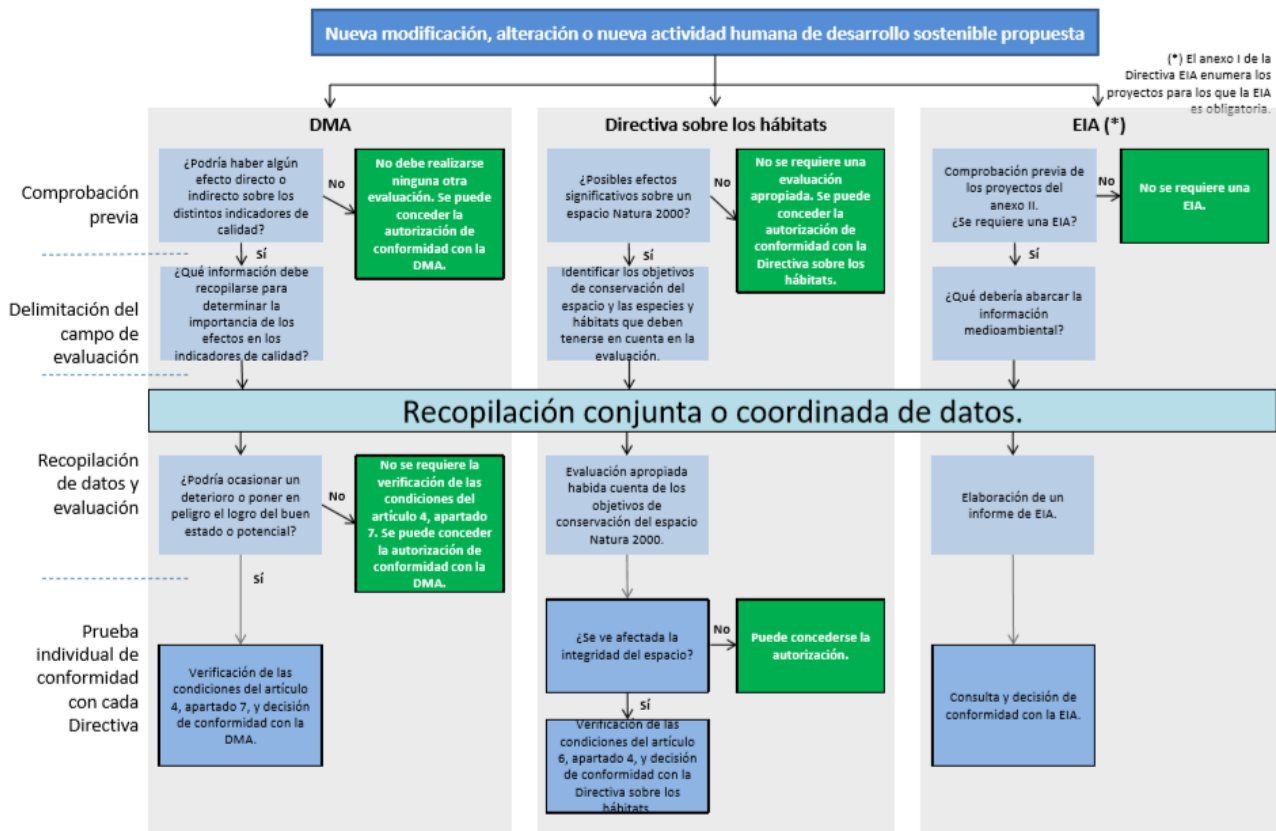 Nueva modificación, alteración o nueva actividad humana de desarrollo sostenible propuesta
(*) El anexo I de la
Directiva EIA enumera los
proyectos para los que la EIA
es obligatoria.
DMA
Directiva sobre los hábitats
EIA (*)
Comprobación
previa
¿Podría haber algún
efecto directo o
indirecto sobre los
distintos indicadores de
calidad?
No
No debe realizarse
ninguna otra
evaluación. Se puede
conceder la
autorización de
conformidad con la
DMA.
¿Posibles efectos
significativos sobre un
espacio Natura 2000?
No
No se requiere una
evaluación
apropiada. Se puede
conceder la
autorización de
conformidad con la
Directiva sobre los
hábitats.
Comprobación previa de
los proyectos del
anexo II.
¿Se requiere una EIA?
No
No se requiere una
EIA.
Sí
Sí
Sí
Delimitación del
campo de
evaluación
¿Qué información debe
recopilarse para
determinar la
importancia de los
efectos en los
indicadores de calidad?
Identificar los objetivos
de conservación del
espacio y las especies y
hábitats que deben
tenerse en cuenta en la
evaluación.
¿Qué debería abarcar la
información
medioambiental?
Recopilación conjunta o coordinada de datos.
Recopilación
de datos y
evaluación
¿Podría ocasionar un
deterioro o poner en
peligro el logro del buen
estado o potencial?
No
No se requiere la
verificación de las
condiciones del
artículo 4, apartado
7. Se puede conceder
la autorización de
conformidad con la
DMA.
Evaluación apropiada
habida cuenta de los
objetivos de
conservación del espacio
Natura 2000.
Elaboración de un
informe de EIA.
Sí
Prueba
individual de
conformidad
con cada
Directiva
Verificación de las
condiciones del artículo
4, apartado 7, y decisión
de conformidad con la
DMA.
¿Se ve afectada la
integridad del espacio?
No
Puede concederse la
autorización.
Sí
Verificación de las
condiciones del artículo
6, apartado 4, y decisión
de conformidad con la
Directiva sobre los
hábitats.
Consulta y decisión de
conformidad con la EIA.